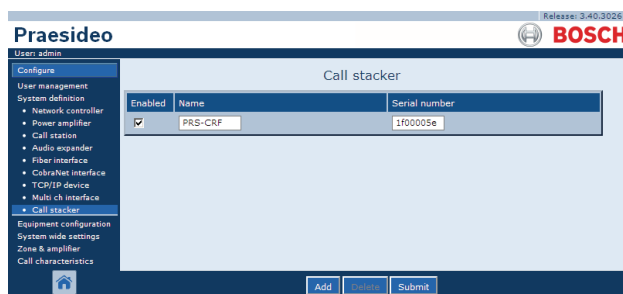 Release: 3.40.3026
Praesideo
BOSCH
User: admin
Configure
User management
System definition
• Network controller
• Power amplifier
• Call station
• Audio expander
• Fiber interface
• CobraNet interface
• TCP/IP device
• Multi ch interface
• Call stacker
Equipment configuration
System wide settings
Zone & amplifier
Call characteristics
Call stacker
Enabled Name Serial number
PRS-CRF 1f00005e
Add Delete Submit